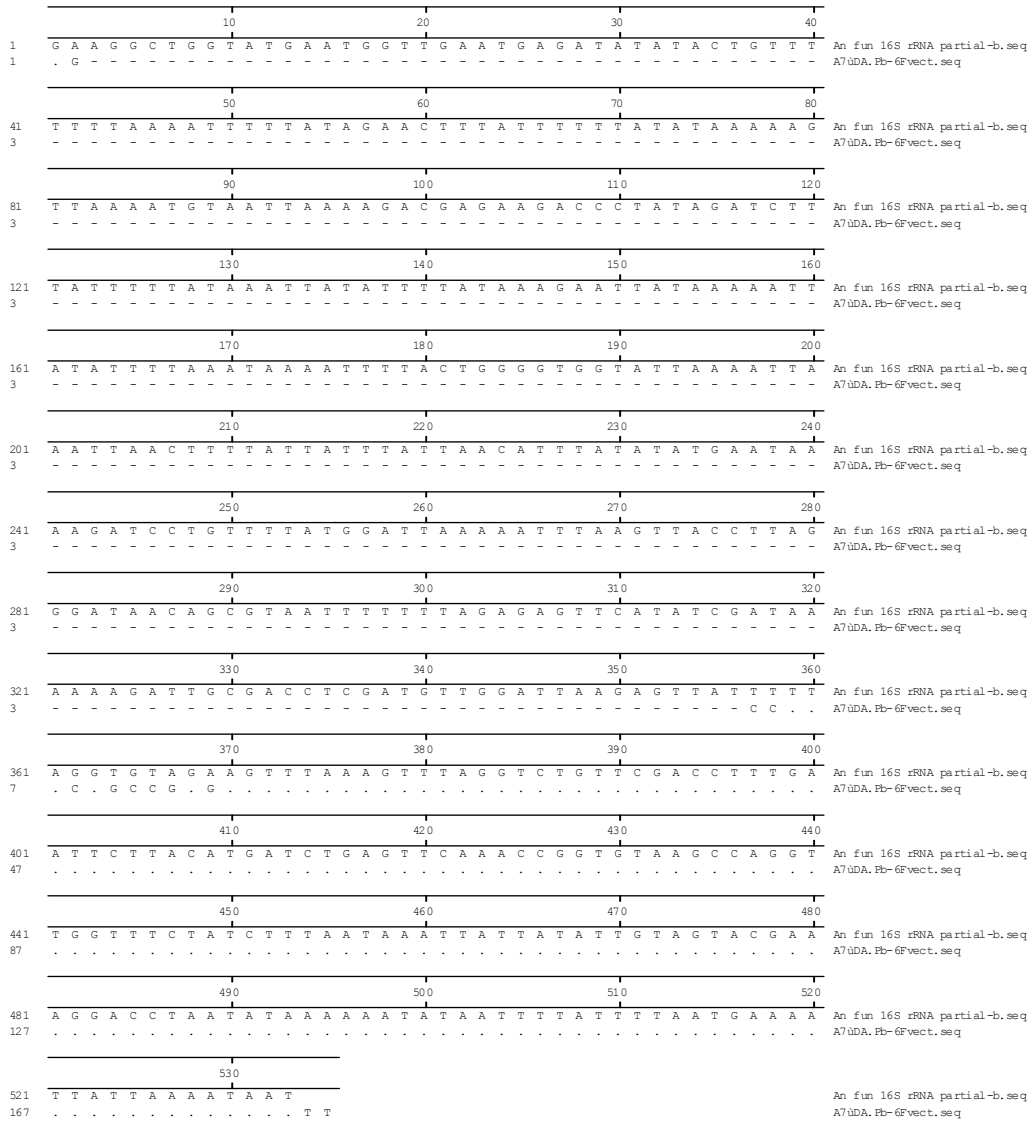 10 20 30 40
1 G A A G G C T G G T A T G A A T G G T T G A A T G A G A T A T A T A C T G T T T An fun 16S rRNA partial-b.seq
1 . G - - - - - - - - - - - - - - - - - - - - - - - - - - - - - - - - - - - - - - A7ùDA.Pb-6Fvect.seq
50 60 70 80
41 T T T T A A A A T T T T T A T A G A A C T T T A T T T T T T A T A T A A A A A G An fun 16S rRNA partial-b.seq
3 - - - - - - - - - - - - - - - - - - - - - - - - - - - - - - - - - - - - - - - - A7ùDA.Pb-6Fvect.seq
90 100 110 120
81 T T A A A A T G T A A T T A A A A G A C G A G A A G A C C C T A T A G A T C T T An fun 16S rRNA partial-b.seq
3 - - - - - - - - - - - - - - - - - - - - - - - - - - - - - - - - - - - - - - - - A7ùDA.Pb-6Fvect.seq
130 140 150 160
121 T A T T T T T A T A A A T T A T A T T T T A T A A A G A A T T A T A A A A A T T An fun 16S rRNA partial-b.seq
3 - - - - - - - - - - - - - - - - - - - - - - - - - - - - - - - - - - - - - - - - A7ùDA.Pb-6Fvect.seq
170 180 190 200
161 A T A T T T T A A A T A A A A T T T T A C T G G G G T G G T A T T A A A A T T A An fun 16S rRNA partial-b.seq
3 - - - - - - - - - - - - - - - - - - - - - - - - - - - - - - - - - - - - - - - - A7ùDA.Pb-6Fvect.seq
210 220 230 240
201 A A T T A A C T T T T A T T A T T T A T T A A C A T T T A T A T A T G A A T A A An fun 16S rRNA partial-b.seq
3 - - - - - - - - - - - - - - - - - - - - - - - - - - - - - - - - - - - - - - - - A7ùDA.Pb-6Fvect.seq
250 260 270 280
241 A A G A T C C T G T T T T A T G G A T T A A A A A T T T A A G T T A C C T T A G An fun 16S rRNA partial-b.seq
3 - - - - - - - - - - - - - - - - - - - - - - - - - - - - - - - - - - - - - - - - A7ùDA.Pb-6Fvect.seq
290 300 310 320
281 G G A T A A C A G C G T A A T T T T T T T A G A G A G T T C A T A T C G A T A A An fun 16S rRNA partial-b.seq
3 - - - - - - - - - - - - - - - - - - - - - - - - - - - - - - - - - - - - - - - - A7ùDA.Pb-6Fvect.seq
330 340 350 360
321 A A A A G A T T G C G A C C T C G A T G T T G G A T T A A G A G T T A T T T T T An fun 16S rRNA partial-b.seq
3 - - - - - - - - - - - - - - - - - - - - - - - - - - - - - - - - - - - - C C . . A7ùDA.Pb-6Fvect.seq
370 380 390 400
361 A G G T G T A G A A G T T T A A A G T T T A G G T C T G T T C G A C C T T T G A An fun 16S rRNA partial-b.seq
7 . C . G C C G . G . . . . . . . . . . . . . . . . . . . . . . . . . . . . . . . A7ùDA.Pb-6Fvect.seq
410 420 430 440
401 A T T C T T A C A T G A T C T G A G T T C A A A C C G G T G T A A G C C A G G T An fun 16S rRNA partial-b.seq
47 . . . . . . . . . . . . . . . . . . . . . . . . . . . . . . . . . . . . . . . . A7ùDA.Pb-6Fvect.seq
450 460 470 480
441 T G G T T T C T A T C T T T A A T A A A T T A T T A T A T T G T A G T A C G A A An fun 16S rRNA partial-b.seq
87 . . . . . . . . . . . . . . . . . . . . . . . . . . . . . . . . . . . . . . . . A7ùDA.Pb-6Fvect.seq
490 500 510 520
481 A G G A C C T A A T A T A A A A A A T A T A A T T T T A T T T T A A T G A A A A An fun 16S rRNA partial-b.seq
127 . . . . . . . . . . . . . . . . . . . . . . . . . . . . . . . . . . . . . . . . A7ùDA.Pb-6Fvect.seq
530
521 T T A T T A A A A T A A T An fun 16S rRNA partial-b.seq
167 . . . . . . . . . . . . . T T A7ùDA.Pb-6Fvect.seq